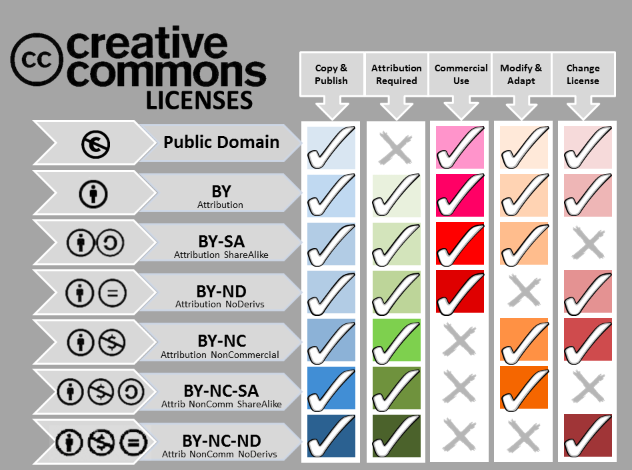 cc creative
commons
LICENSES
Copy &
Publish
Attribution
Required
Commercial
Use
Modify &
Adapt
Change
License
Public Domain
BY
Attribution
BY-SA
Attribution ShareAlike
BY-ND
Attribution NoDerivs
BY-NC
Attribution NonCommercial
BY-NC-SA
Attrib NonComm ShareAlike
BY-NC-ND
Attrib NonComm NoDerivs